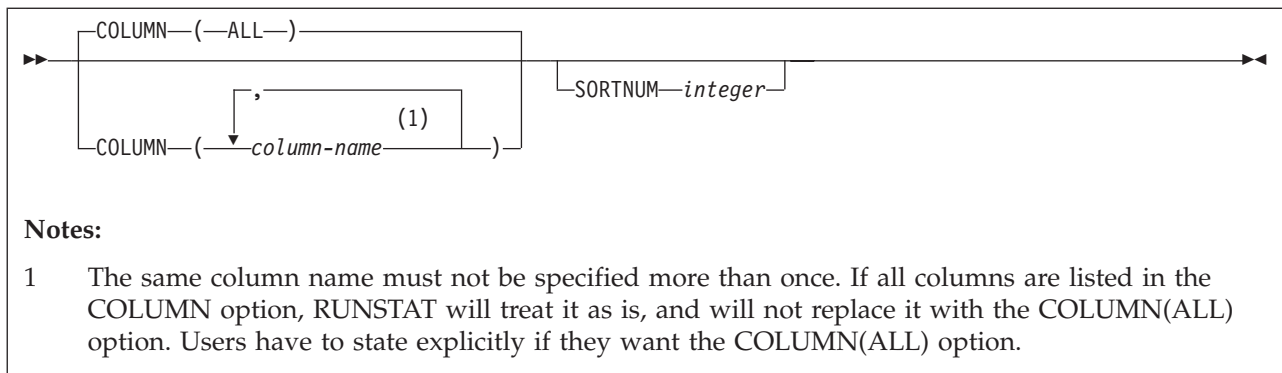 COLUMN ( ALL )
,
(1)
SORTNUM integer
COLUMN ( column-name )
Notes:
1 The same column name must not be specified more than once. If all columns are listed in the
COLUMN option, RUNSTAT will treat it as is, and will not replace it with the COLUMN(ALL)
option. Users have to state explicitly if they want the COLUMN(ALL) option.